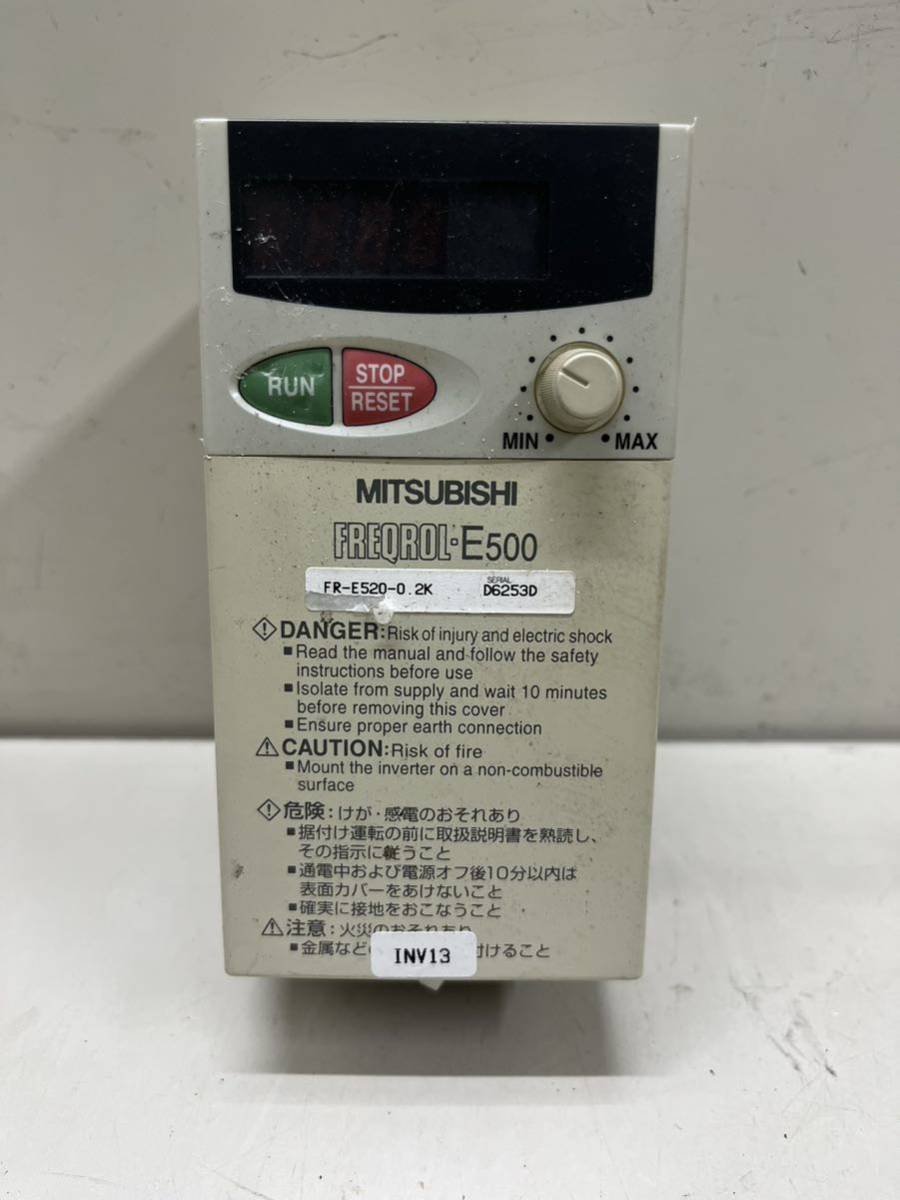 RUN
STOP
RESET
MIN
MAX
MITSUBISHI
FREQROL-E500
FR-E520-0.2K
SERIAL
D6253D
DANGER: Risk of injury and electric shock
■Read the manual and follow the safety
instructions before use
■Isolate from supply and wait 10 minutes
before removing this cover
■Ensure proper earth connection
CAUTION: Risk of fire
■Mount the inverter on a non-combustible
surface
危険：けが・感電のおそれあり
■据付け運転の前に取扱説明書を熟読し、
その指示に従うこと
■通電中および電源オフ後10分以内は
表面カバーをあけないこと
■確実に接地をおこなうこと
注意：火災のおそれあり
■金属など
付けること
INV13